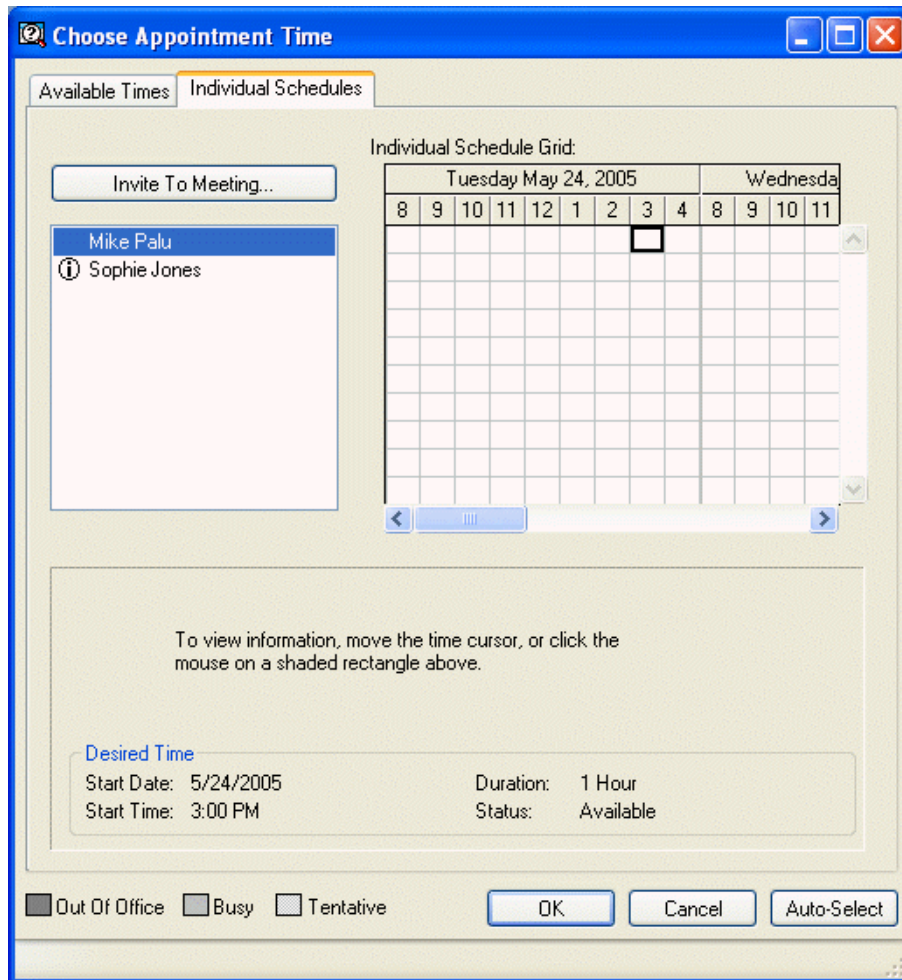 Choose Appointment Time
Available Times
Individual Schedules
Individual Schedule Grid:
Invite To Meeting...
Tuesday May 24, 2005
Wednesda
8 9 10 11 12 1 2 3 4 8 9 10 11
Mike Palu
Sophie Jones
To view information, move the time cursor, or click the
mouse on a shaded rectangle above.
Desired Time
Start Date: 5/24/2005
Duration: 1 Hour
Start Time: 3:00 PM
Status: Available
Out Of Office
Busy
Tentative
OK
Cancel
Auto-Select